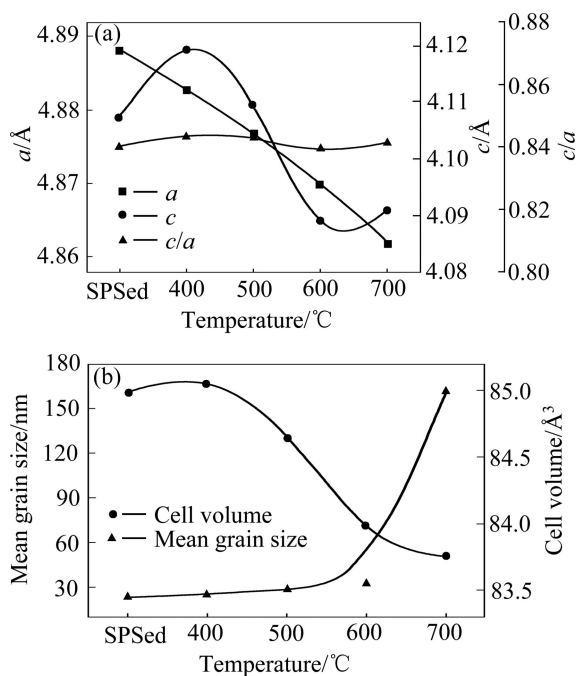 (a)
4.89
4.88
4.87
4.86
a/Å
a
c
c/a
4.12
4.11
4.10
4.09
4.08
c/Å
0.88
0.86
0.84
0.82
0.80
c/a
SPSed 400 500 600 700
Temperature/℃
(b)
180
150
120
90
60
30
Mean grain size/nm
Cell volume
Mean grain size
85.0
84.5
84.0
83.5
Cell volume/Å³
SPSed 400 500 600 700
Temperature/℃